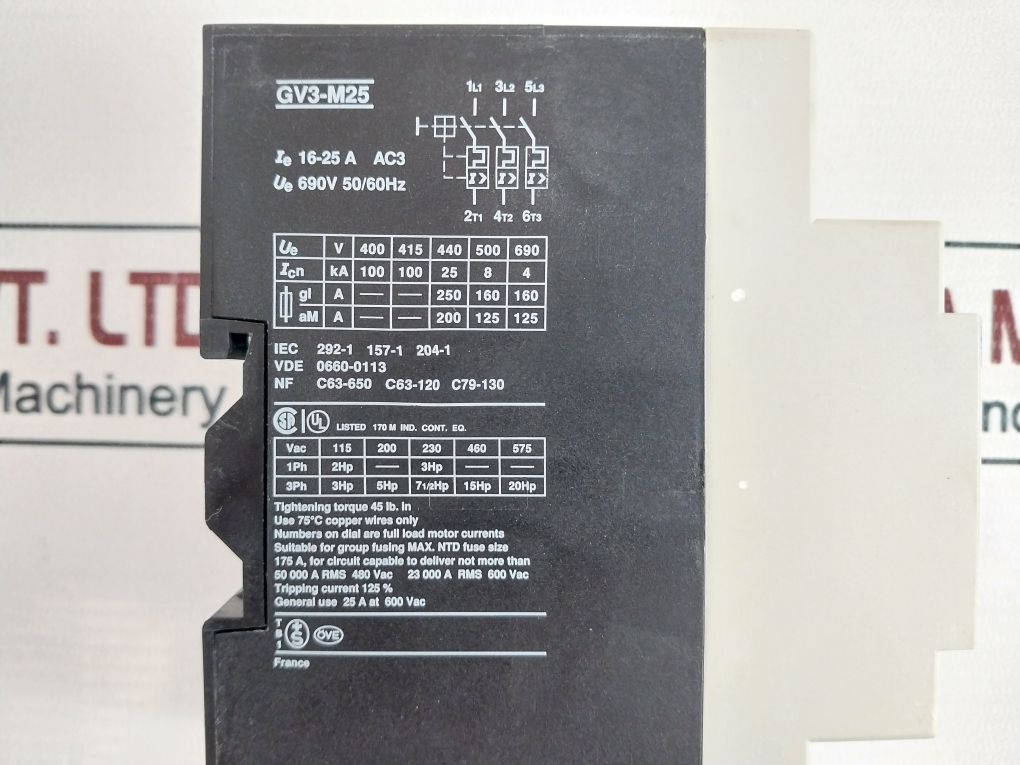 GV3-M25
1L1 3L2 5L3
Ie 16-25 A AC3
Ue 690V 50/60Hz
I> I> I>
2T1 4T2 6T3
Ue V 400 415 440 500 690
Icn kA 100 100 25 8 4
gI A — — 250 160 160
aM A — — 200 125 125
IEC 292-1 157-1 204-1
VDE 0660-0113
NF C63-650 C63-120 C79-130
SA UL LISTED 170 M IND. CONT. EQ.
Vac 115 200 230 460 575
1Ph 2Hp — 3Hp — —
3Ph 3Hp 5Hp 71/2Hp 15Hp 20Hp
Tightening torque 45 lb. in
Use 75°C copper wires only
Numbers on dial are full load motor currents
Suitable for group fusing MAX. NTD fuse size
175 A, for circuit capable to deliver not more than
50 000 A RMS 480 Vac 23 000 A RMS 600 Vac
Tripping current 125 %
General use 25 A at 600 Vac
TB1 +S ÖVE
France
T. LTD
Machinery
M